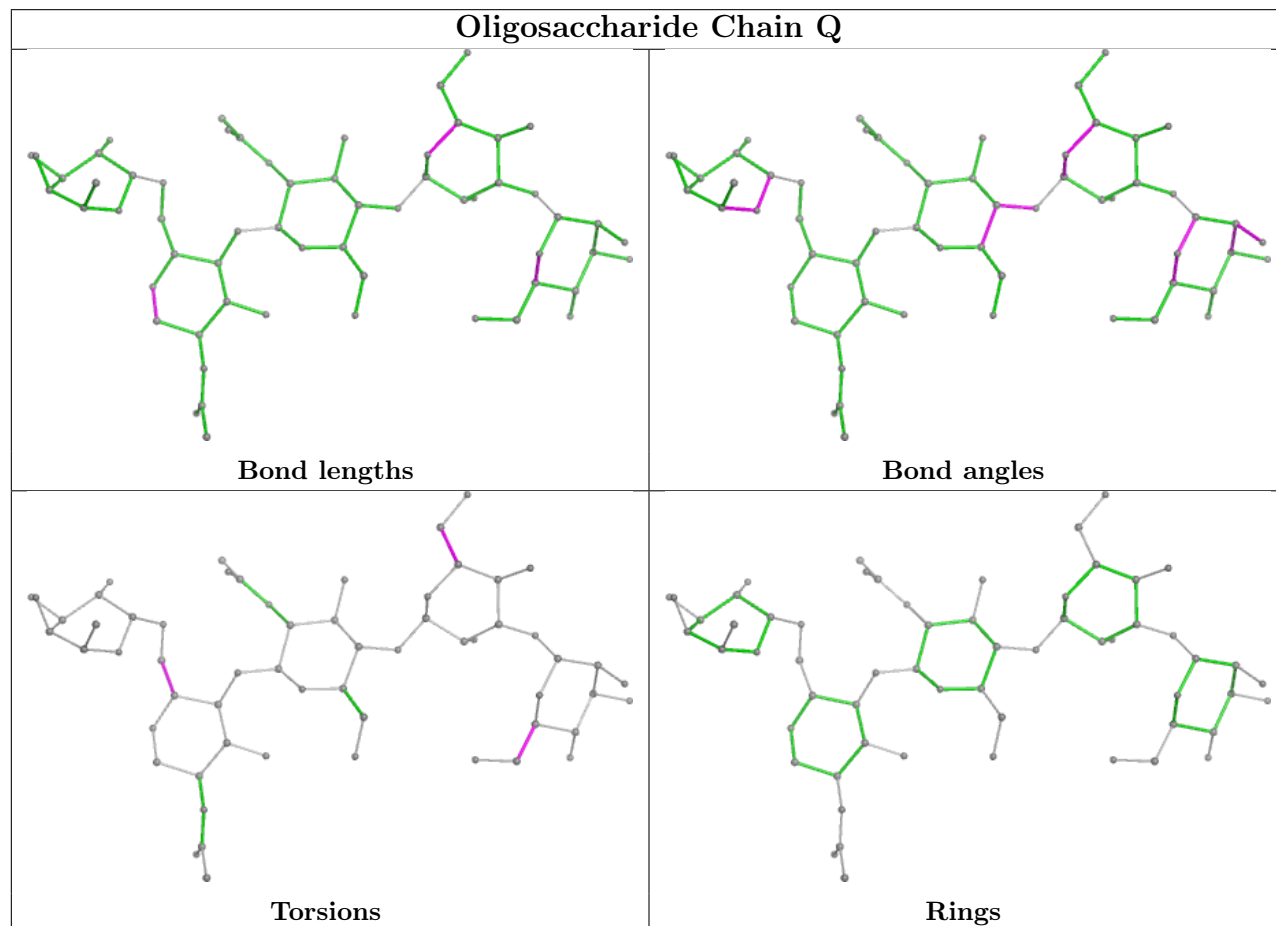 Oligosaccharide Chain Q
Bond lengths
Bond angles
Torsions
Rings